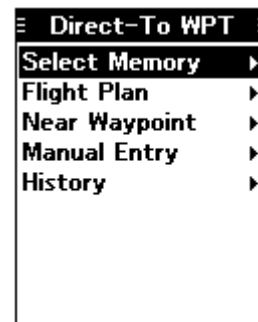 Direct-To WPT
Select Memory
Flight Plan
Near Waypoint
Manual Entry
History